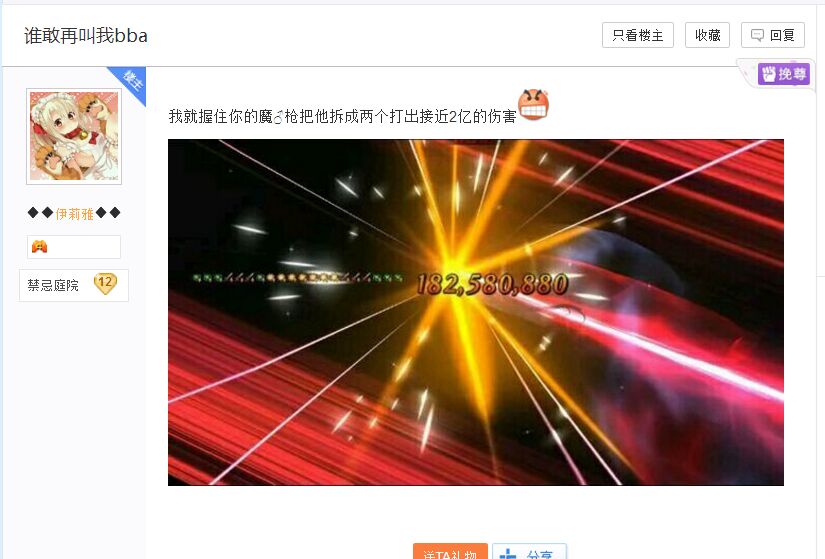 谁敢再叫我bba
只看楼主
收藏
回复
挽尊
楼主
我就握住你的魔♂枪把他拆成两个打出接近2亿的伤害
◆◆伊莉雅◆◆
禁忌庭院 12
182,580,880
送TA礼物
分享